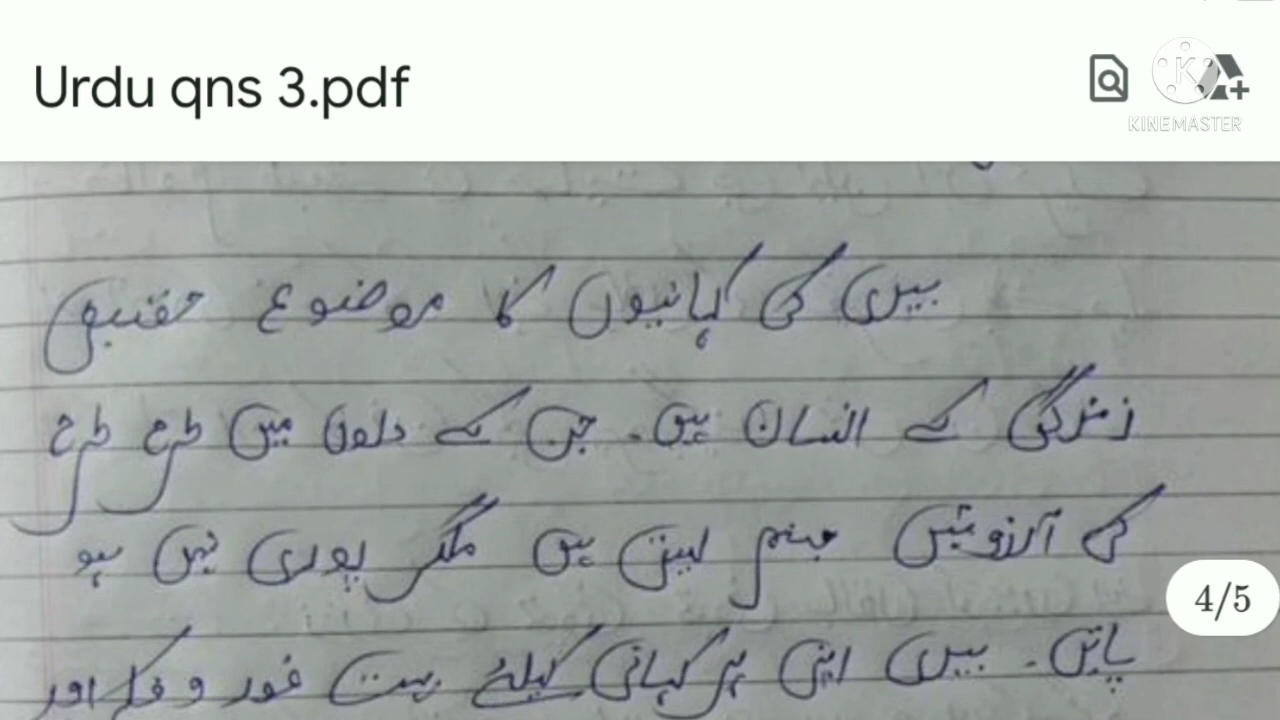 Urdu qns 3.pdf
KINEMASTER
بیدی کی کہانیوں کا موضوع حقیقی
زندگی کے انسان ہیں۔ جن کے دلوں میں طرح طرح
کی آرزوئیں جنم لیتی ہیں مگر پوری نہیں ہو
4/5
پاتی۔ بیدی اپنی ہر کہانی کیلئے بہت غور و فکر اور